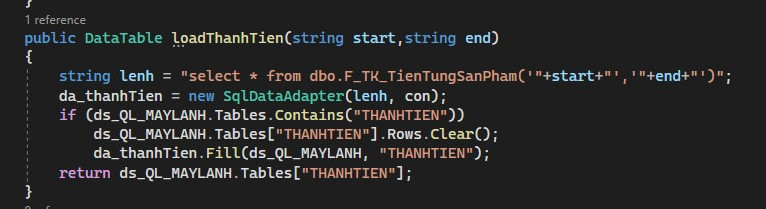 }
1 reference
public DataTable loadThanhTien(string start,string end)
{
string lenh = "select * from dbo.F_TK_TienTungSanPham('"+start+"','"+end+"')";
da_thanhTien = new SqlDataAdapter(lenh, con);
if (ds_QL_MAYLANH.Tables.Contains("THANHTIEN"))
ds_QL_MAYLANH.Tables["THANHTIEN"].Rows.Clear();
da_thanhTien.Fill(ds_QL_MAYLANH, "THANHTIEN");
return ds_QL_MAYLANH.Tables["THANHTIEN"];
}